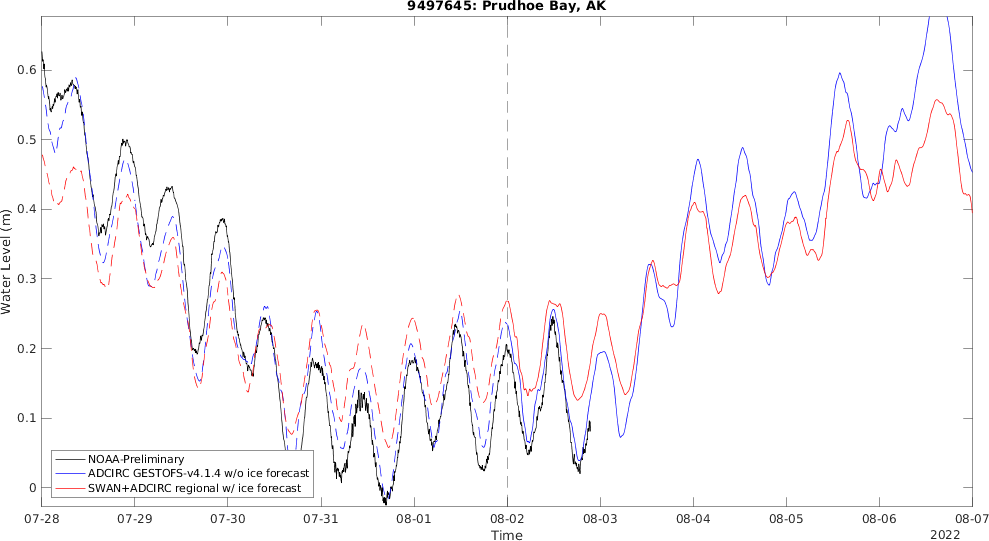 9497645: Prudhoe Bay, AK
Water Level (m)
0.6
0.5
0.4
0.3
0.2
0.1
0
NOAA-Preliminary
ADCIRC GESTOFS-v4.1.4 w/o ice forecast
SWAN+ADCIRC regional w/ ice forecast
07-28 07-29 07-30 07-31 08-01 08-02 08-03 08-04 08-05 08-06 08-07
Time
2022